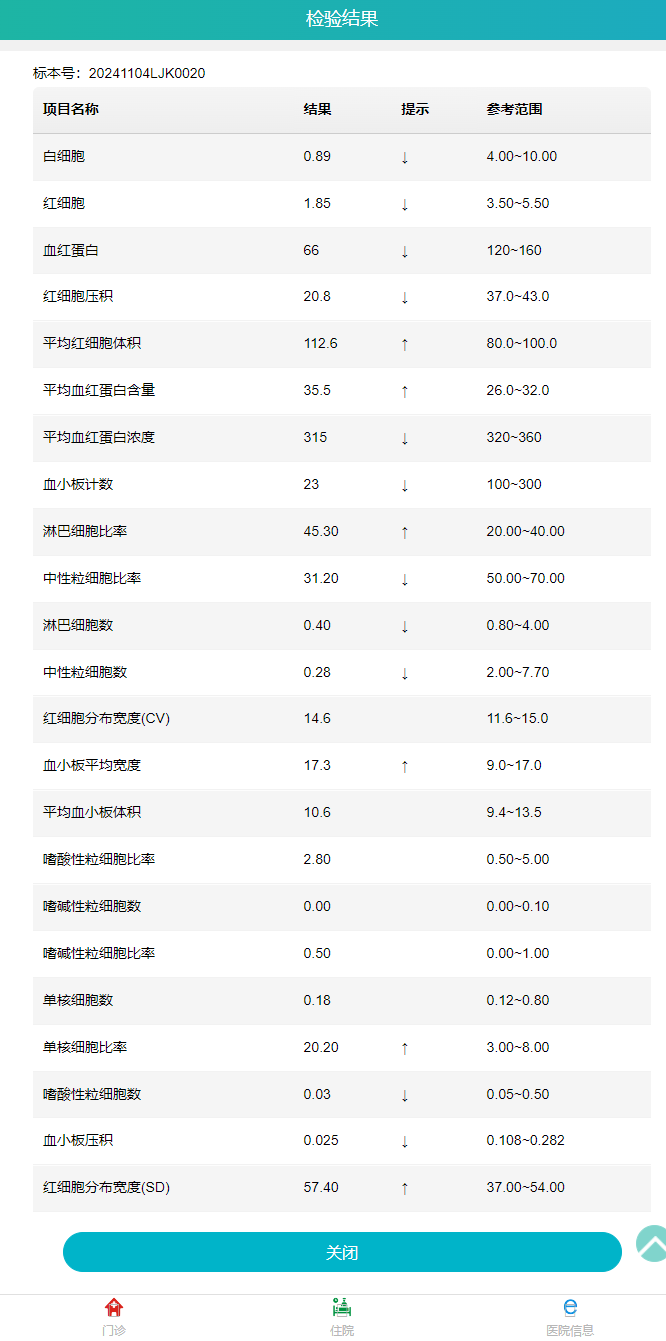 检验结果
标本号：20241104LJK0020
项目名称 结果 提示 参考范围
白细胞 0.89 ↓ 4.00~10.00
红细胞 1.85 ↓ 3.50~5.50
血红蛋白 66 ↓ 120~160
红细胞压积 20.8 ↓ 37.0~43.0
平均红细胞体积 112.6 ↑ 80.0~100.0
平均血红蛋白含量 35.5 ↑ 26.0~32.0
平均血红蛋白浓度 315 ↓ 320~360
血小板计数 23 ↓ 100~300
淋巴细胞比率 45.30 ↑ 20.00~40.00
中性粒细胞比率 31.20 ↓ 50.00~70.00
淋巴细胞数 0.40 ↓ 0.80~4.00
中性粒细胞数 0.28 ↓ 2.00~7.70
红细胞分布宽度(CV) 14.6 11.6~15.0
血小板平均宽度 17.3 ↑ 9.0~17.0
平均血小板体积 10.6 9.4~13.5
嗜酸性粒细胞比率 2.80 0.50~5.00
嗜碱性粒细胞数 0.00 0.00~0.10
嗜碱性粒细胞比率 0.50 0.00~1.00
单核细胞数 0.18 0.12~0.80
单核细胞比率 20.20 ↑ 3.00~8.00
嗜酸性粒细胞数 0.03 ↓ 0.05~0.50
血小板压积 0.025 ↓ 0.108~0.282
红细胞分布宽度(SD) 57.40 ↑ 37.00~54.00
关闭
门诊 住院 医院信息